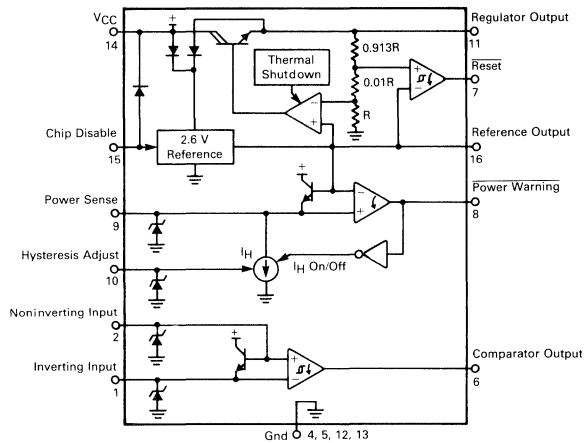 VCC
14
Regulator Output
11
Thermal
Shutdown
0.913R
0.01R
R
+
−
+
−
+
Reset
7
Chip Disable
15
2.6 V
Reference
Reference Output
16
+
Power Sense
9
−
+
Power Warning
8
Hysteresis Adjust
10
IH
IH On/Off
Noninverting Input
2
+
Inverting Input
1
+
−
Comparator Output
6
Gnd
4, 5, 12, 13